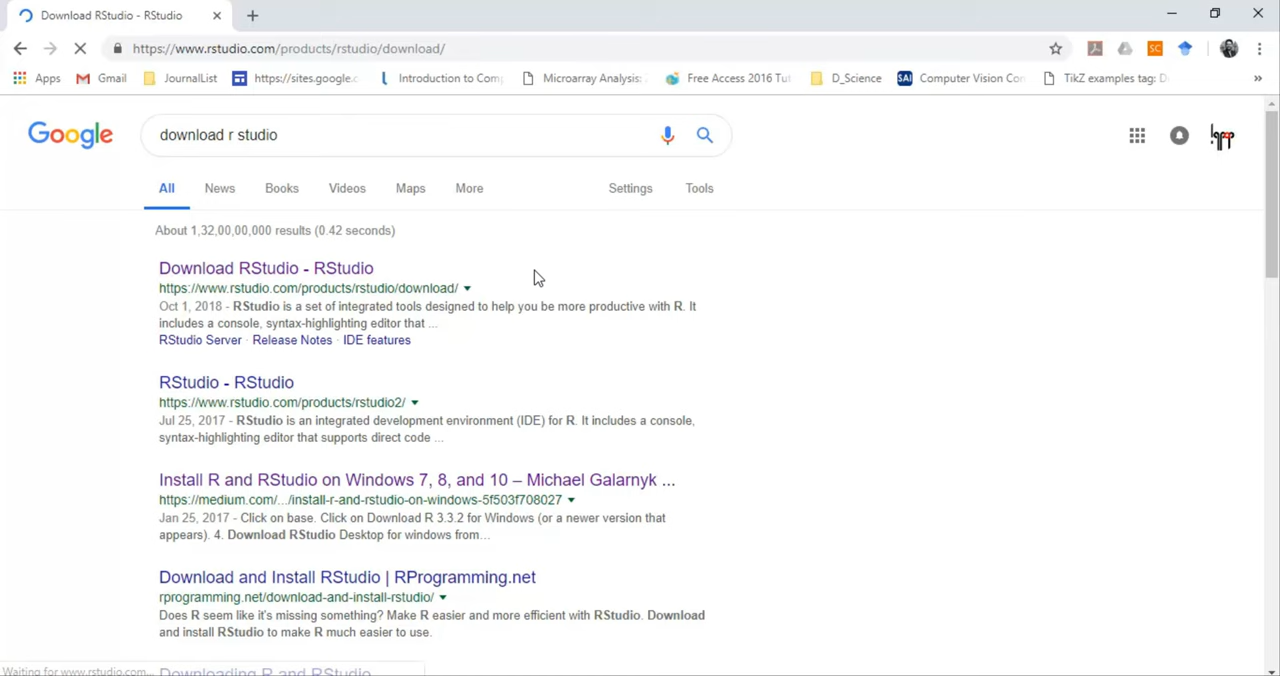 Download RStudio - RStudio
https://www.rstudio.com/products/rstudio/download/
SC
Apps Gmail JournalList https://sites.google.c Introduction to Com Microarray Analysis: Free Access 2016 Tut D_Science SAI Computer Vision Con TikZ examples tag: D
Google download r studio
All News Books Videos Maps More Settings Tools
About 1,32,00,00,000 results (0.42 seconds)
Download RStudio - RStudio
https://www.rstudio.com/products/rstudio/download/
Oct 1, 2018 - RStudio is a set of integrated tools designed to help you be more productive with R. It
includes a console, syntax-highlighting editor that ...
RStudio Server · Release Notes · IDE features
RStudio - RStudio
https://www.rstudio.com/products/rstudio2/
Jul 25, 2017 - RStudio is an integrated development environment (IDE) for R. It includes a console,
syntax-highlighting editor that supports direct code ...
Install R and RStudio on Windows 7, 8, and 10 – Michael Galarnyk ...
https://medium.com/.../install-r-and-rstudio-on-windows-5f503f708027
Jan 25, 2017 - Click on base. Click on Download R 3.3.2 for Windows (or a newer version that
appears). 4. Download RStudio Desktop for windows from...
Download and Install RStudio | RProgramming.net
rprogramming.net/download-and-install-rstudio/
Does R seem like it's missing something? Make R easier and more efficient with RStudio. Download
and install RStudio to make R much easier to use.
Downloading R and RStudio
Waiting for www.rstudio.com...